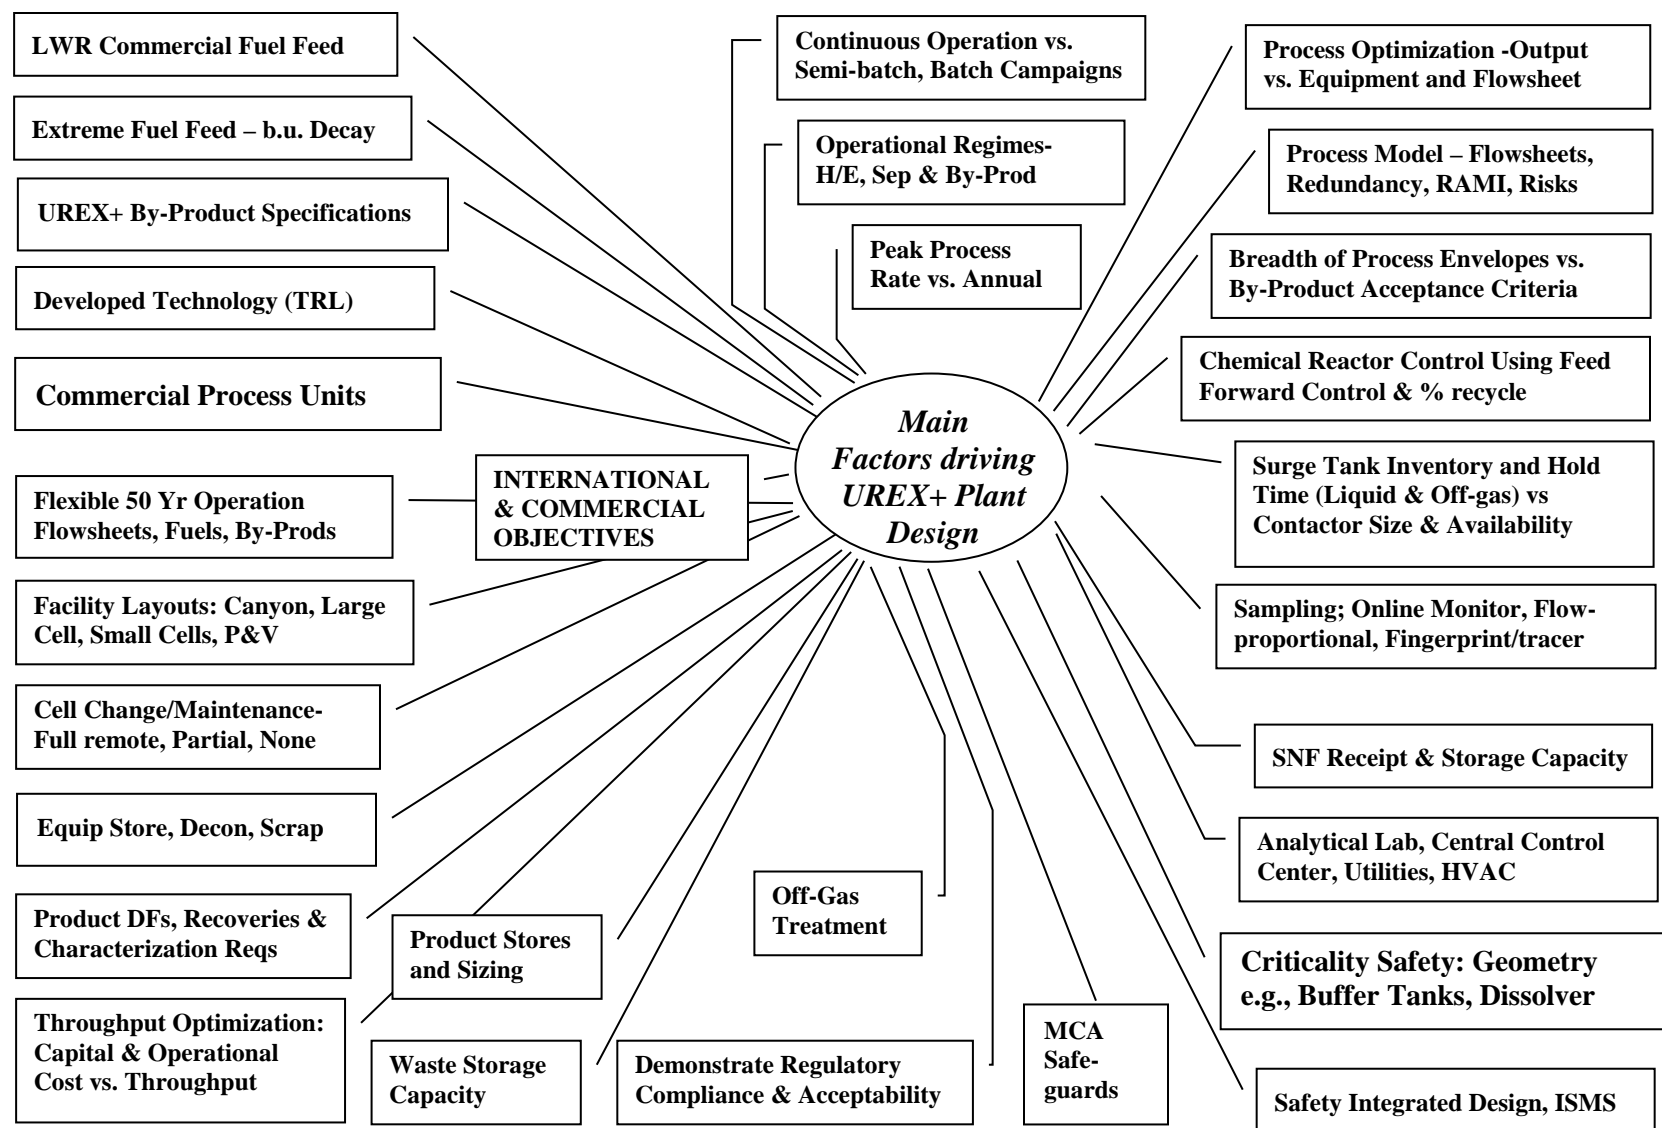 LWR Commercial Fuel Feed
Extreme Fuel Feed – b.u. Decay
UREX+ By-Product Specifications
Developed Technology (TRL)
Commercial Process Units
Flexible 50 Yr Operation
Flowsheets, Fuels, By-Prods
Facility Layouts: Canyon, Large
Cell, Small Cells, P&V
Cell Change/Maintenance-
Full remote, Partial, None
Equip Store, Decon, Scrap
Product DFs, Recoveries &
Characterization Reqs
Throughput Optimization:
Capital & Operational
Cost vs. Throughput
Continuous Operation vs.
Semi-batch, Batch Campaigns
Operational Regimes-
H/E, Sep & By-Prod
Peak Process
Rate vs. Annual
INTERNATIONAL
& COMMERCIAL
OBJECTIVES
Main
Factors driving
UREX+ Plant
Design
Product Stores
and Sizing
Waste Storage
Capacity
Off-Gas
Treatment
Demonstrate Regulatory
Compliance & Acceptability
MCA
Safe-
guards
Process Optimization -Output
vs. Equipment and Flowsheet
Process Model – Flowsheets,
Redundancy, RAMI, Risks
Breadth of Process Envelopes vs.
By-Product Acceptance Criteria
Chemical Reactor Control Using Feed
Forward Control & % recycle
Surge Tank Inventory and Hold
Time (Liquid & Off-gas) vs
Contactor Size & Availability
Sampling; Online Monitor, Flow-
proportional, Fingerprint/tracer
SNF Receipt & Storage Capacity
Analytical Lab, Central Control
Center, Utilities, HVAC
Criticality Safety: Geometry
e.g., Buffer Tanks, Dissolver
Safety Integrated Design, ISMS